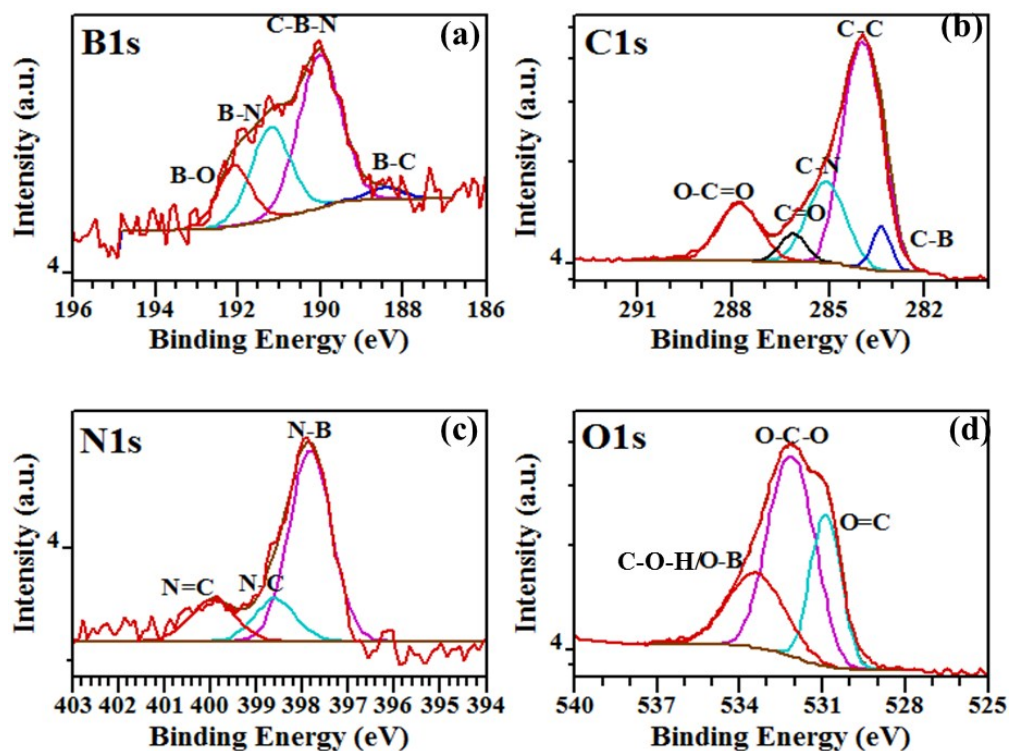 B1s
C-B-N
(a)
B-N
B-O
B-C
Intensity (a.u.)
4
196 194 192 190 188 186
Binding Energy (eV)
C1s
C-C
(b)
C-N
O-C=O
C=O
C-B
Intensity (a.u.)
4
291 288 285 282
Binding Energy (eV)
N1s
N-B
(c)
N=C
N-C
Intensity (a.u.)
4
403 402 401 400 399 398 397 396 395 394
Binding Energy (eV)
O1s
O-C-O
(d)
O=C
C-O-H/O-B
Intensity (a.u.)
4
540 537 534 531 528 525
Binding Energy (eV)